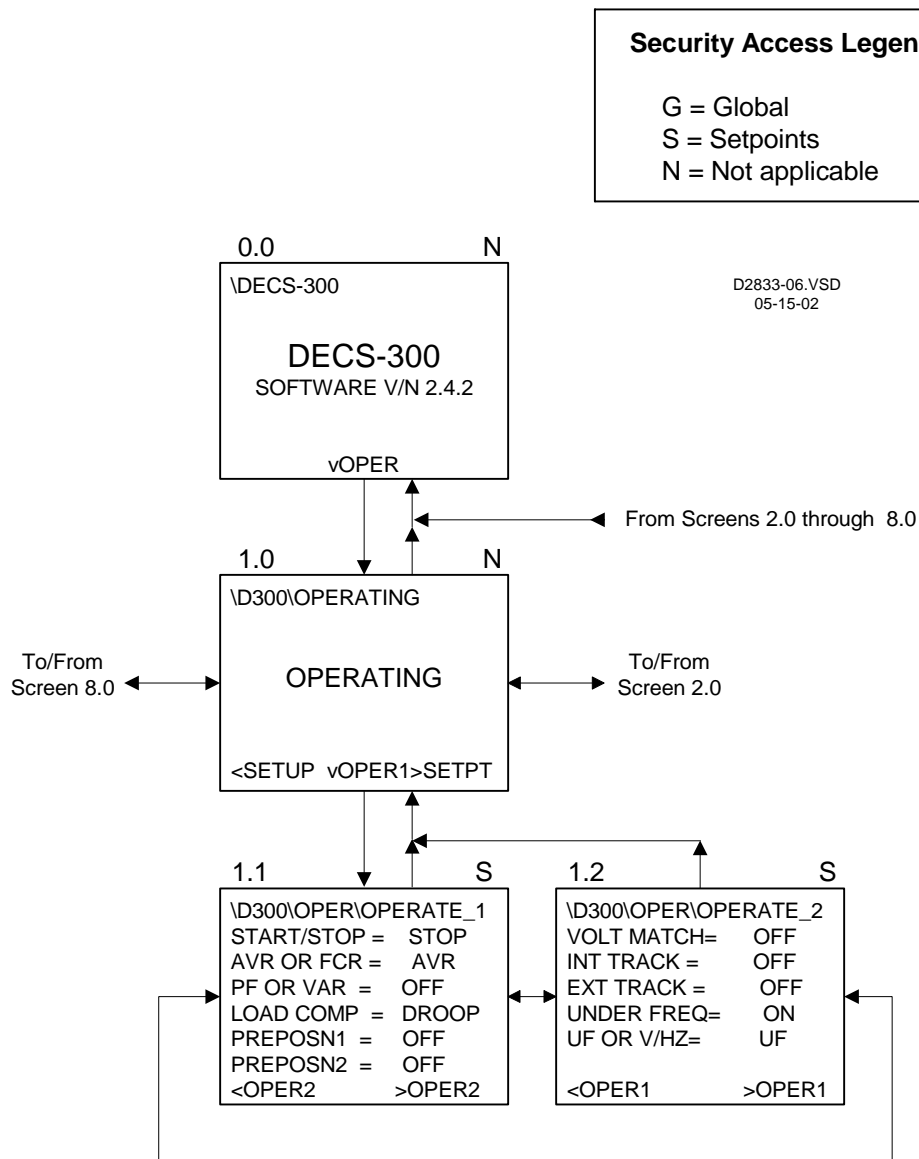 Security Access Legen
G = Global
S = Setpoints
N = Not applicable
0.0 N
\DECS-300
DECS-300
SOFTWARE V/N 2.4.2
vOPER
D2833-06.VSD
05-15-02
From Screens 2.0 through 8.0
1.0 N
\D300\OPERATING
OPERATING
<SETUP vOPER1>SETPT
To/From
Screen 8.0
To/From
Screen 2.0
1.1 S
\D300\OPER\OPERATE_1
START/STOP = STOP
AVR OR FCR = AVR
PF OR VAR = OFF
LOAD COMP = DROOP
PREPOSN1 = OFF
PREPOSN2 = OFF
<OPER2 >OPER2
1.2 S
\D300\OPER\OPERATE_2
VOLT MATCH= OFF
INT TRACK = OFF
EXT TRACK = OFF
UNDER FREQ= ON
UF OR V/HZ= UF
<OPER1 >OPER1